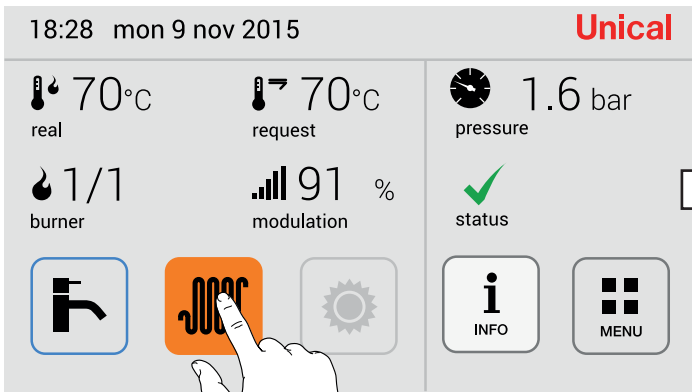 18:28 mon 9 nov 2015
Unical
70°C
real
70°C
request
1.6 bar
pressure
1/1
burner
91 %
modulation
status
i
INFO
MENU